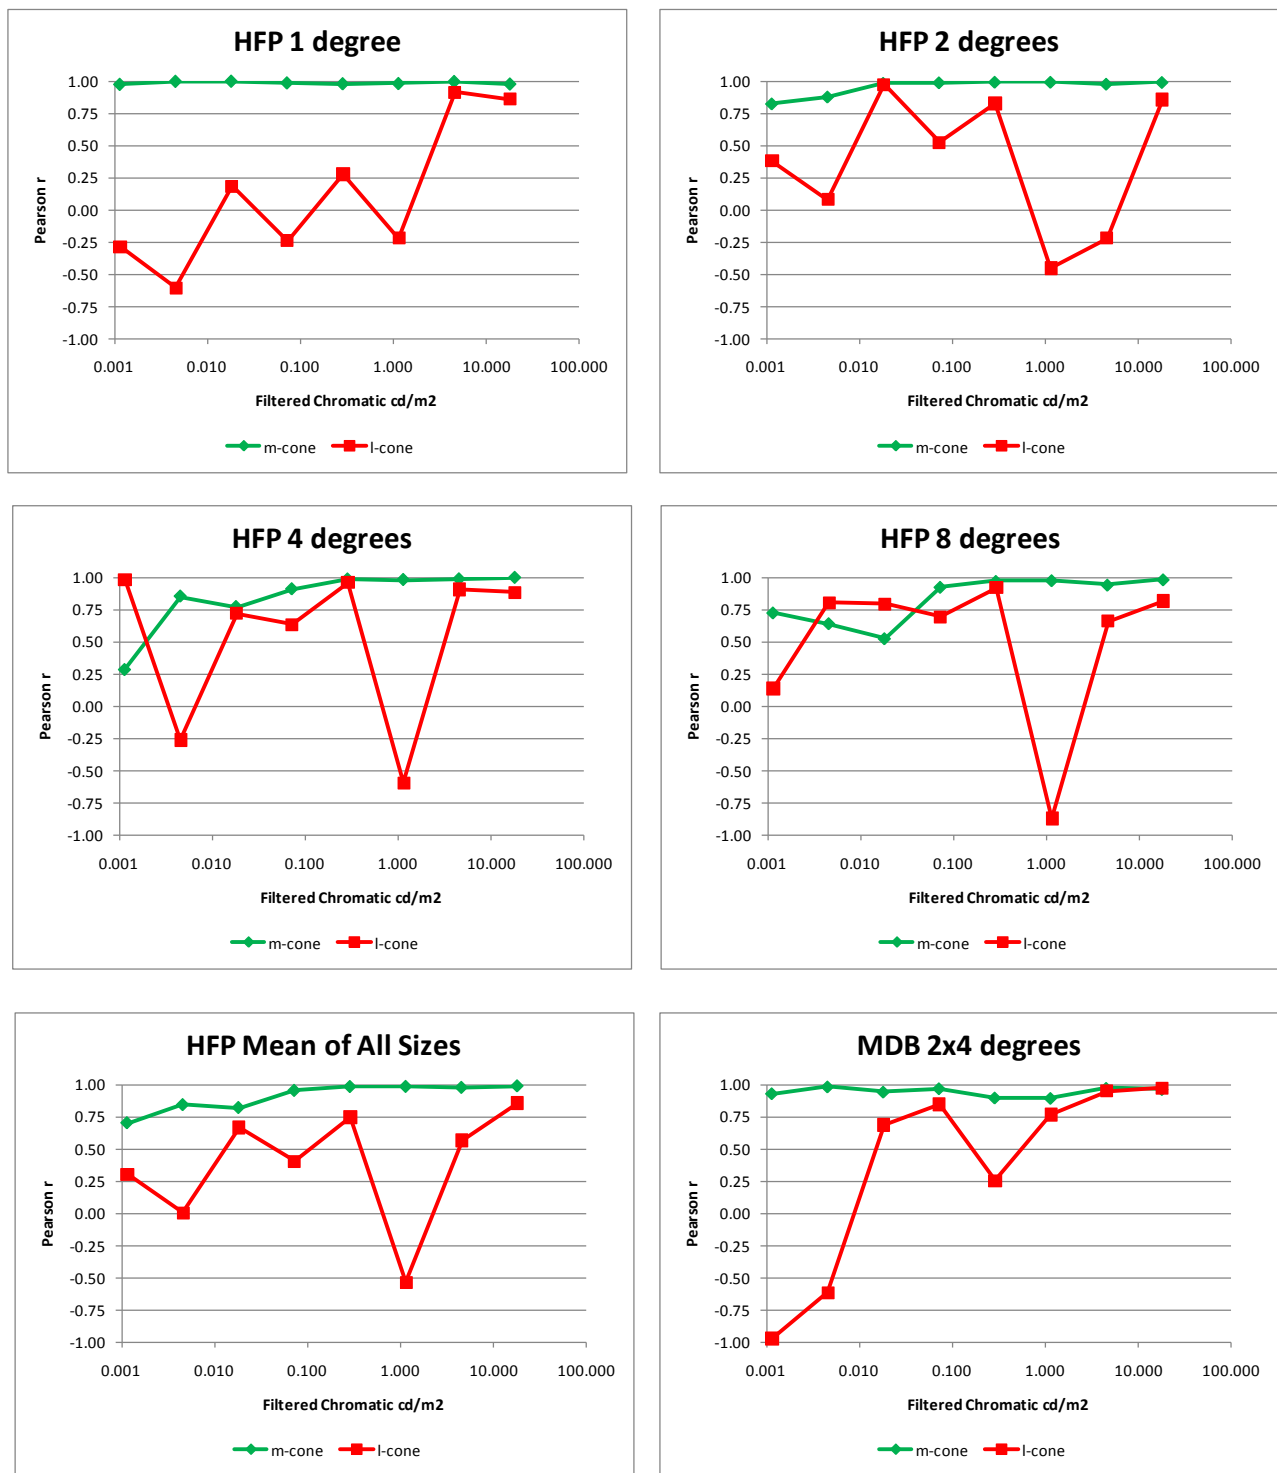 HFP 1 degree
1.00
0.75
0.50
0.25
0.00
-0.25
-0.50
-0.75
-1.00
Pearson r
0.001 0.010 0.100 1.000 10.000 100.000
Filtered Chromatic cd/m2
m-cone l-cone
HFP 2 degrees
1.00
0.75
0.50
0.25
0.00
-0.25
-0.50
-0.75
-1.00
Pearson r
0.001 0.010 0.100 1.000 10.000 100.000
Filtered Chromatic cd/m2
m-cone l-cone
HFP 4 degrees
1.00
0.75
0.50
0.25
0.00
-0.25
-0.50
-0.75
-1.00
Pearson r
0.001 0.010 0.100 1.000 10.000 100.000
Filtered Chromatic cd/m2
m-cone l-cone
HFP 8 degrees
1.00
0.75
0.50
0.25
0.00
-0.25
-0.50
-0.75
-1.00
Pearson r
0.001 0.010 0.100 1.000 10.000 100.000
Filtered Chromatic cd/m2
m-cone l-cone
HFP Mean of All Sizes
1.00
0.75
0.50
0.25
0.00
-0.25
-0.50
-0.75
-1.00
Pearson r
0.001 0.010 0.100 1.000 10.000 100.000
Filtered Chromatic cd/m2
m-cone l-cone
MDB 2x4 degrees
1.00
0.75
0.50
0.25
0.00
-0.25
-0.50
-0.75
-1.00
Pearson r
0.001 0.010 0.100 1.000 10.000 100.000
Filtered Chromatic cd/m2
m-cone l-cone